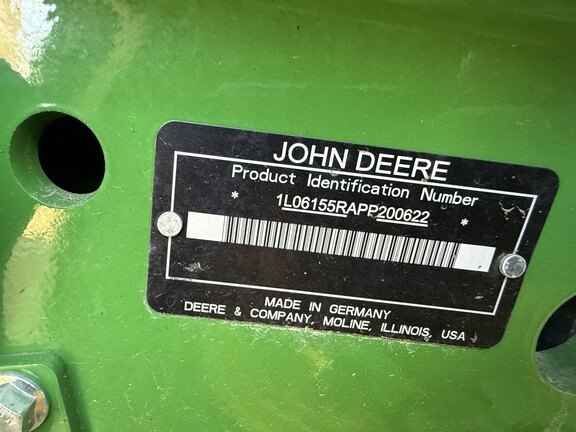 JOHN DEERE
Product Identification Number
* 1L06155RAPP200622 *
MADE IN GERMANY
DEERE & COMPANY, MOLINE, ILLINOIS, USA